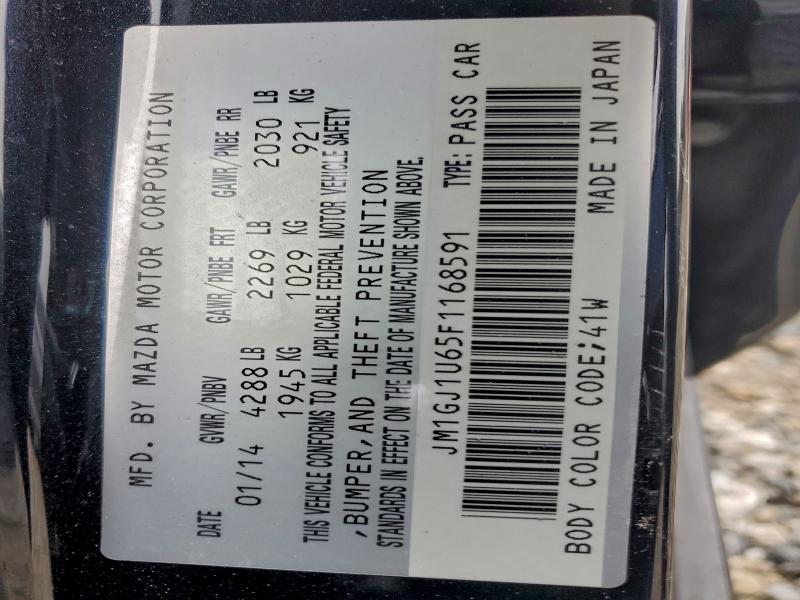 MFD. BY MAZDA MOTOR CORPORATION
DATE GVWR/PNBV GAWR/PNBE FRT GAWR/PNBE RR
01/14 4288 LB 2269 LB 2030 LB
1945 KG 1029 KG 921 KG
THIS VEHICLE CONFORMS TO ALL APPLICABLE FEDERAL MOTOR VEHICLE SAFETY
,BUMPER,AND THEFT PREVENTION
STANDARDS IN EFFECT ON THE DATE OF MANUFACTURE SHOWN ABOVE.
JM1GJ1U65F1168591 TYPE: PASS CAR
BODY COLOR CODE;41W MADE IN JAPAN